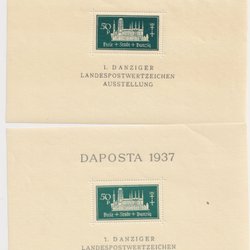 50
p
Freie + Stadt + Danzig
1. DANZIGER
LANDESPOSTWERTZEICHEN
AUSSTELLUNG
DAPOSTA 1937
50
p
Freie + Stadt + Danzig
1. DANZIGER
LANDESPOSTWERTZEICHEN